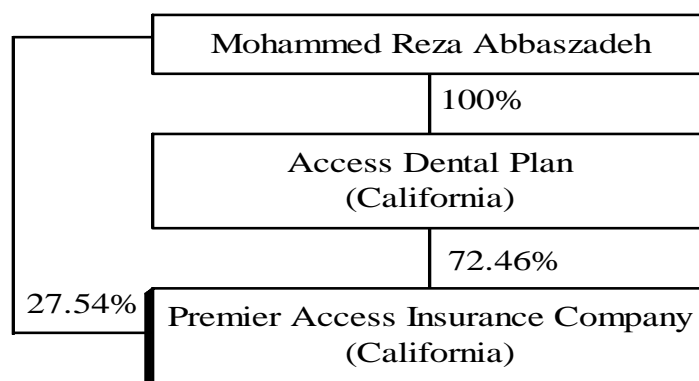 Mohammed Reza Abbaszadeh
100%
Access Dental Plan
(California)
72.46%
27.54%
Premier Access Insurance Company
(California)